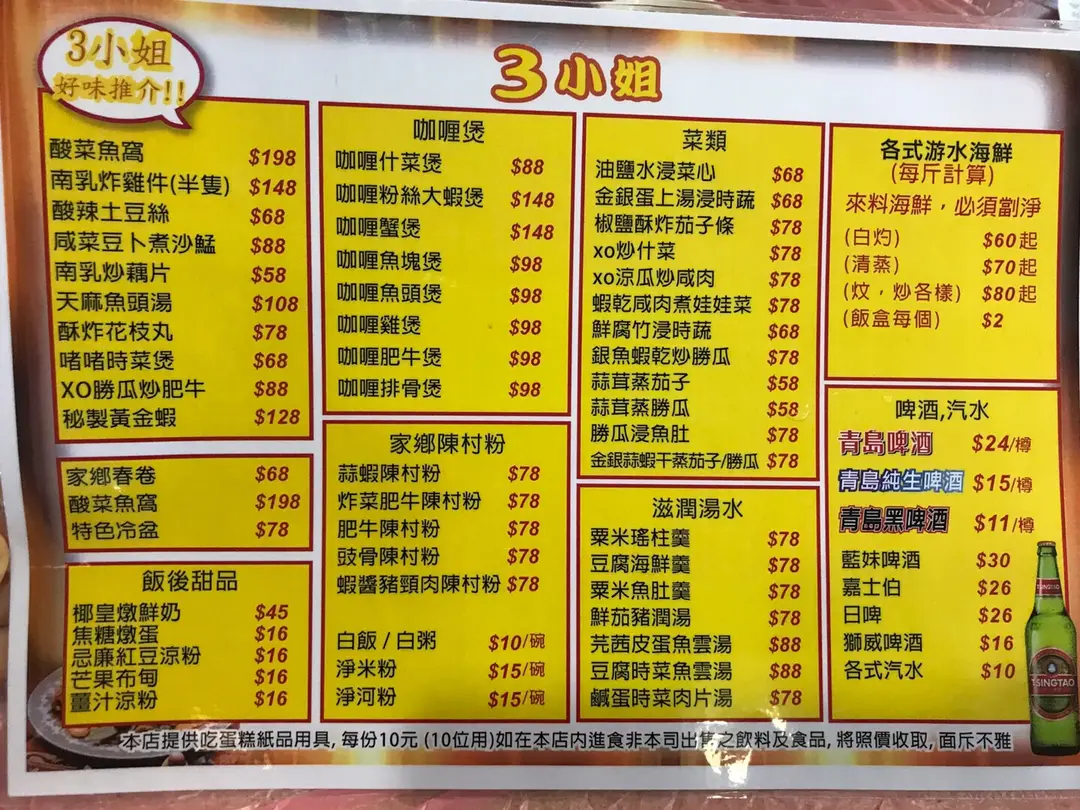 3小姐
好味推介!!
3小姐
酸菜魚窩 $198
南乳炸雞件(半隻) $148
酸辣土豆絲 $68
咸菜豆卜煮沙鯭 $88
南乳炒藕片 $58
天麻魚頭湯 $108
酥炸花枝丸 $78
啫啫時菜煲 $68
XO勝瓜炒肥牛 $88
秘製黃金蝦 $128
家鄉春卷 $68
酸菜魚窩 $198
特色冷盆 $78
飯後甜品
椰皇燉鮮奶 $45
焦糖燉蛋 $16
忌廉紅豆涼粉 $16
芒果布甸 $16
薑汁涼粉 $16
咖喱煲
咖喱什菜煲 $88
咖喱粉絲大蝦煲 $148
咖喱蟹煲 $148
咖喱魚塊煲 $98
咖喱魚頭煲 $98
咖喱雞煲 $98
咖喱肥牛煲 $98
咖喱排骨煲 $98
家鄉陳村粉
蒜蝦陳村粉 $78
炸菜肥牛陳村粉 $78
肥牛陳村粉 $78
豉骨陳村粉 $78
蝦醬豬頸肉陳村粉 $78
白飯 / 白粥 $10/碗
淨米粉 $15/碗
淨河粉 $15/碗
菜類
油鹽水浸菜心 $68
金銀蛋上湯浸時蔬 $68
椒鹽酥炸茄子條 $78
xo炒什菜 $78
xo涼瓜炒咸肉 $78
蝦乾咸肉煮娃娃菜 $78
鮮腐竹浸時蔬 $68
銀魚蝦乾炒勝瓜 $78
蒜茸蒸茄子 $58
蒜茸蒸勝瓜 $58
勝瓜浸魚肚 $78
金銀蒜蝦干蒸茄子/勝瓜 $78
滋潤湯水
粟米瑤柱羹 $78
豆腐海鮮羹 $78
粟米魚肚羹 $78
鮮茄豬潤湯 $78
芫茜皮蛋魚雲湯 $88
豆腐時菜魚雲湯 $88
鹹蛋時菜肉片湯 $78
各式游水海鮮
(每斤計算)
來料海鮮，必須劏淨
(白灼) $60起
(清蒸) $70起
(炆，炒各樣) $80起
(飯盒每個) $2
啤酒,汽水
青島啤酒 $24/樽
青島純生啤酒 $15/樽
青島黑啤酒 $11/樽
藍妹啤酒 $30
嘉士伯 $26
日啤 $26
獅威啤酒 $16
各式汽水 $10
TSINGTAO
TSINGTAO
本店提供吃蛋糕紙品用具, 每份10元 (10位用)如在本店內進食非本司出售之飲料及食品, 將照價收取, 面斥不雅